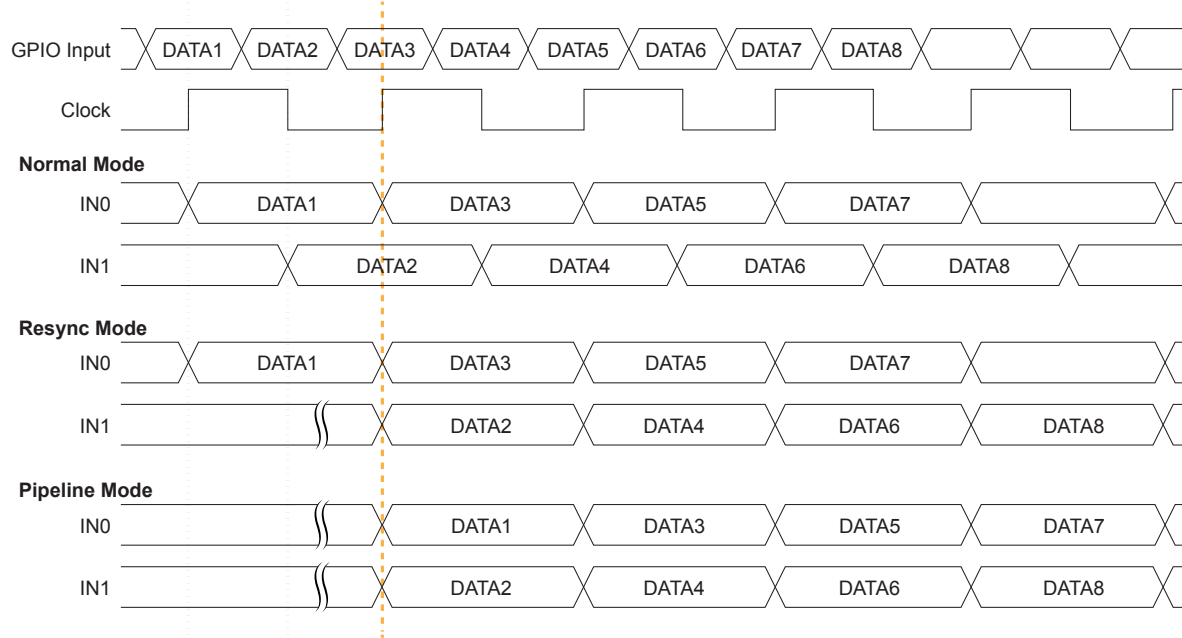 GPIO Input DATA1 DATA2 DATA3 DATA4 DATA5 DATA6 DATA7 DATA8
Clock
Normal Mode
IN0 DATA1 DATA3 DATA5 DATA7
IN1 DATA2 DATA4 DATA6 DATA8
Resync Mode
IN0 DATA1 DATA3 DATA5 DATA7
IN1 DATA2 DATA4 DATA6 DATA8
Pipeline Mode
IN0 DATA1 DATA3 DATA5 DATA7
IN1 DATA2 DATA4 DATA6 DATA8